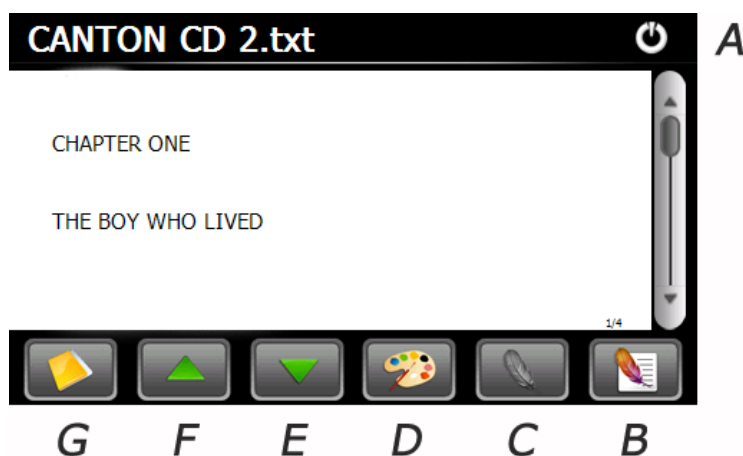 CANTON CD 2.txt
A
CHAPTER ONE
THE BOY WHO LIVED
1/4
G F E D C B